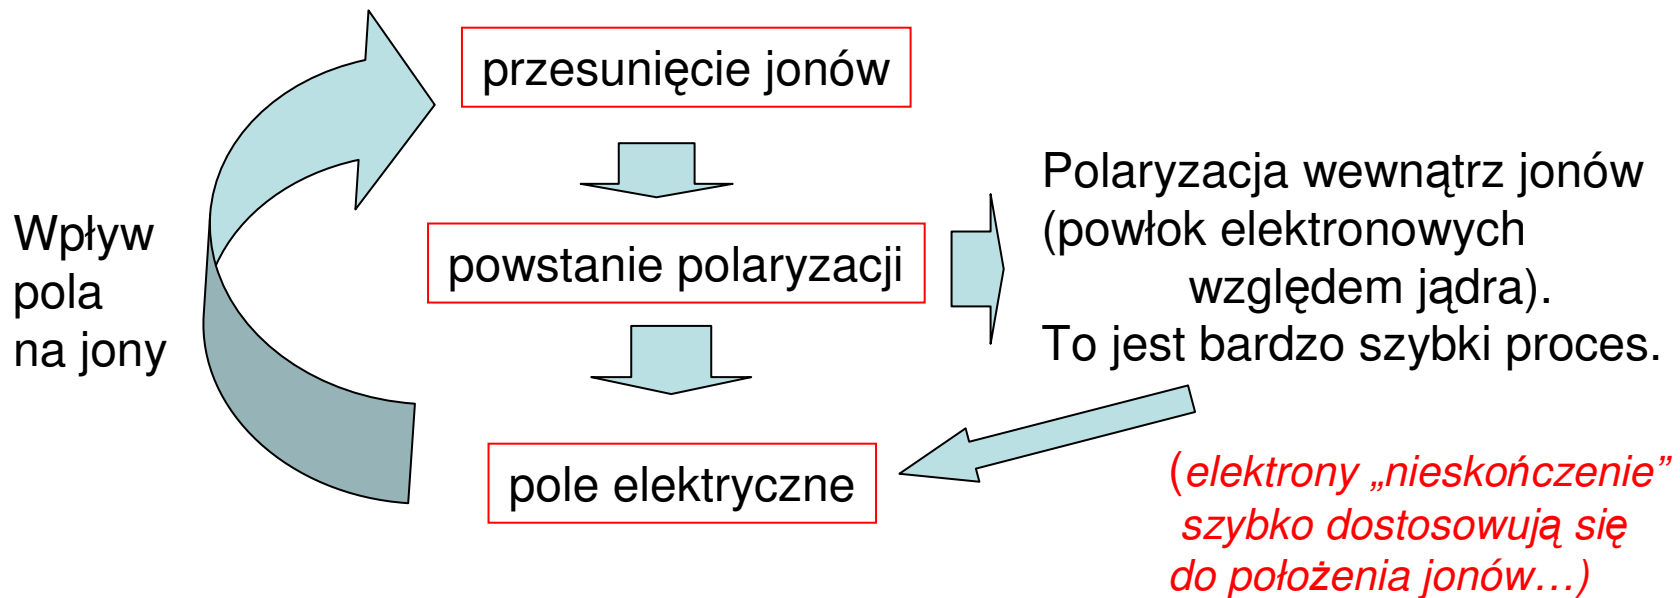 przesunięcie jonów
Wpływ
pola
na jony
powstanie polaryzacji
Polaryzacja wewnątrz jonów
(powłok elektronowych
względem jądra).
To jest bardzo szybki proces.
pole elektryczne
(elektrony „nieskończenie”
szybko dostosowują się
do położenia jonów…)